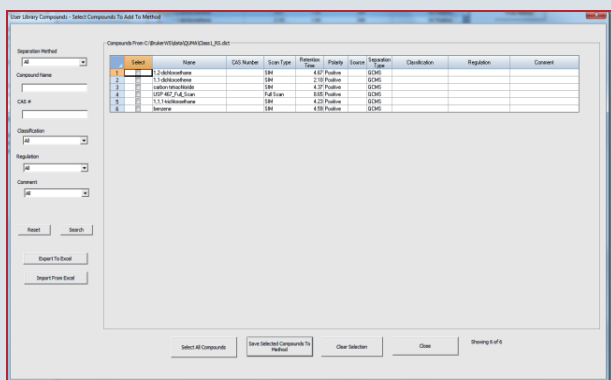 User Library Compounds - Select Compounds To Add To Method
Compounds From C:\BrukerWS\data\QUMA\Class1_RS.dict
Separation Method
All
Compound Name
CAS #
Classification
All
Regulation
All
Comment
All
Reset Search
Export To Excel
Import From Excel
Select Name CAS Number Scan Type Retention Time Polarity Source Separation Type Classification Regulation Comment
1 1,2-dichloroethane SIM 4.67 Positive GCMS
2 1,1-dichloroethene SIM 2.18 Positive GCMS
3 carbon tetrachloride SIM 4.37 Positive GCMS
4 USP 467_Full_Scan Full Scan 8.65 Positive GCMS
5 1,1,1-trichloroethane SIM 4.23 Positive GCMS
6 benzene SIM 4.59 Positive GCMS
Select All Compounds Save Selected Compounds To Method Clear Selection Close Showing 6 of 6